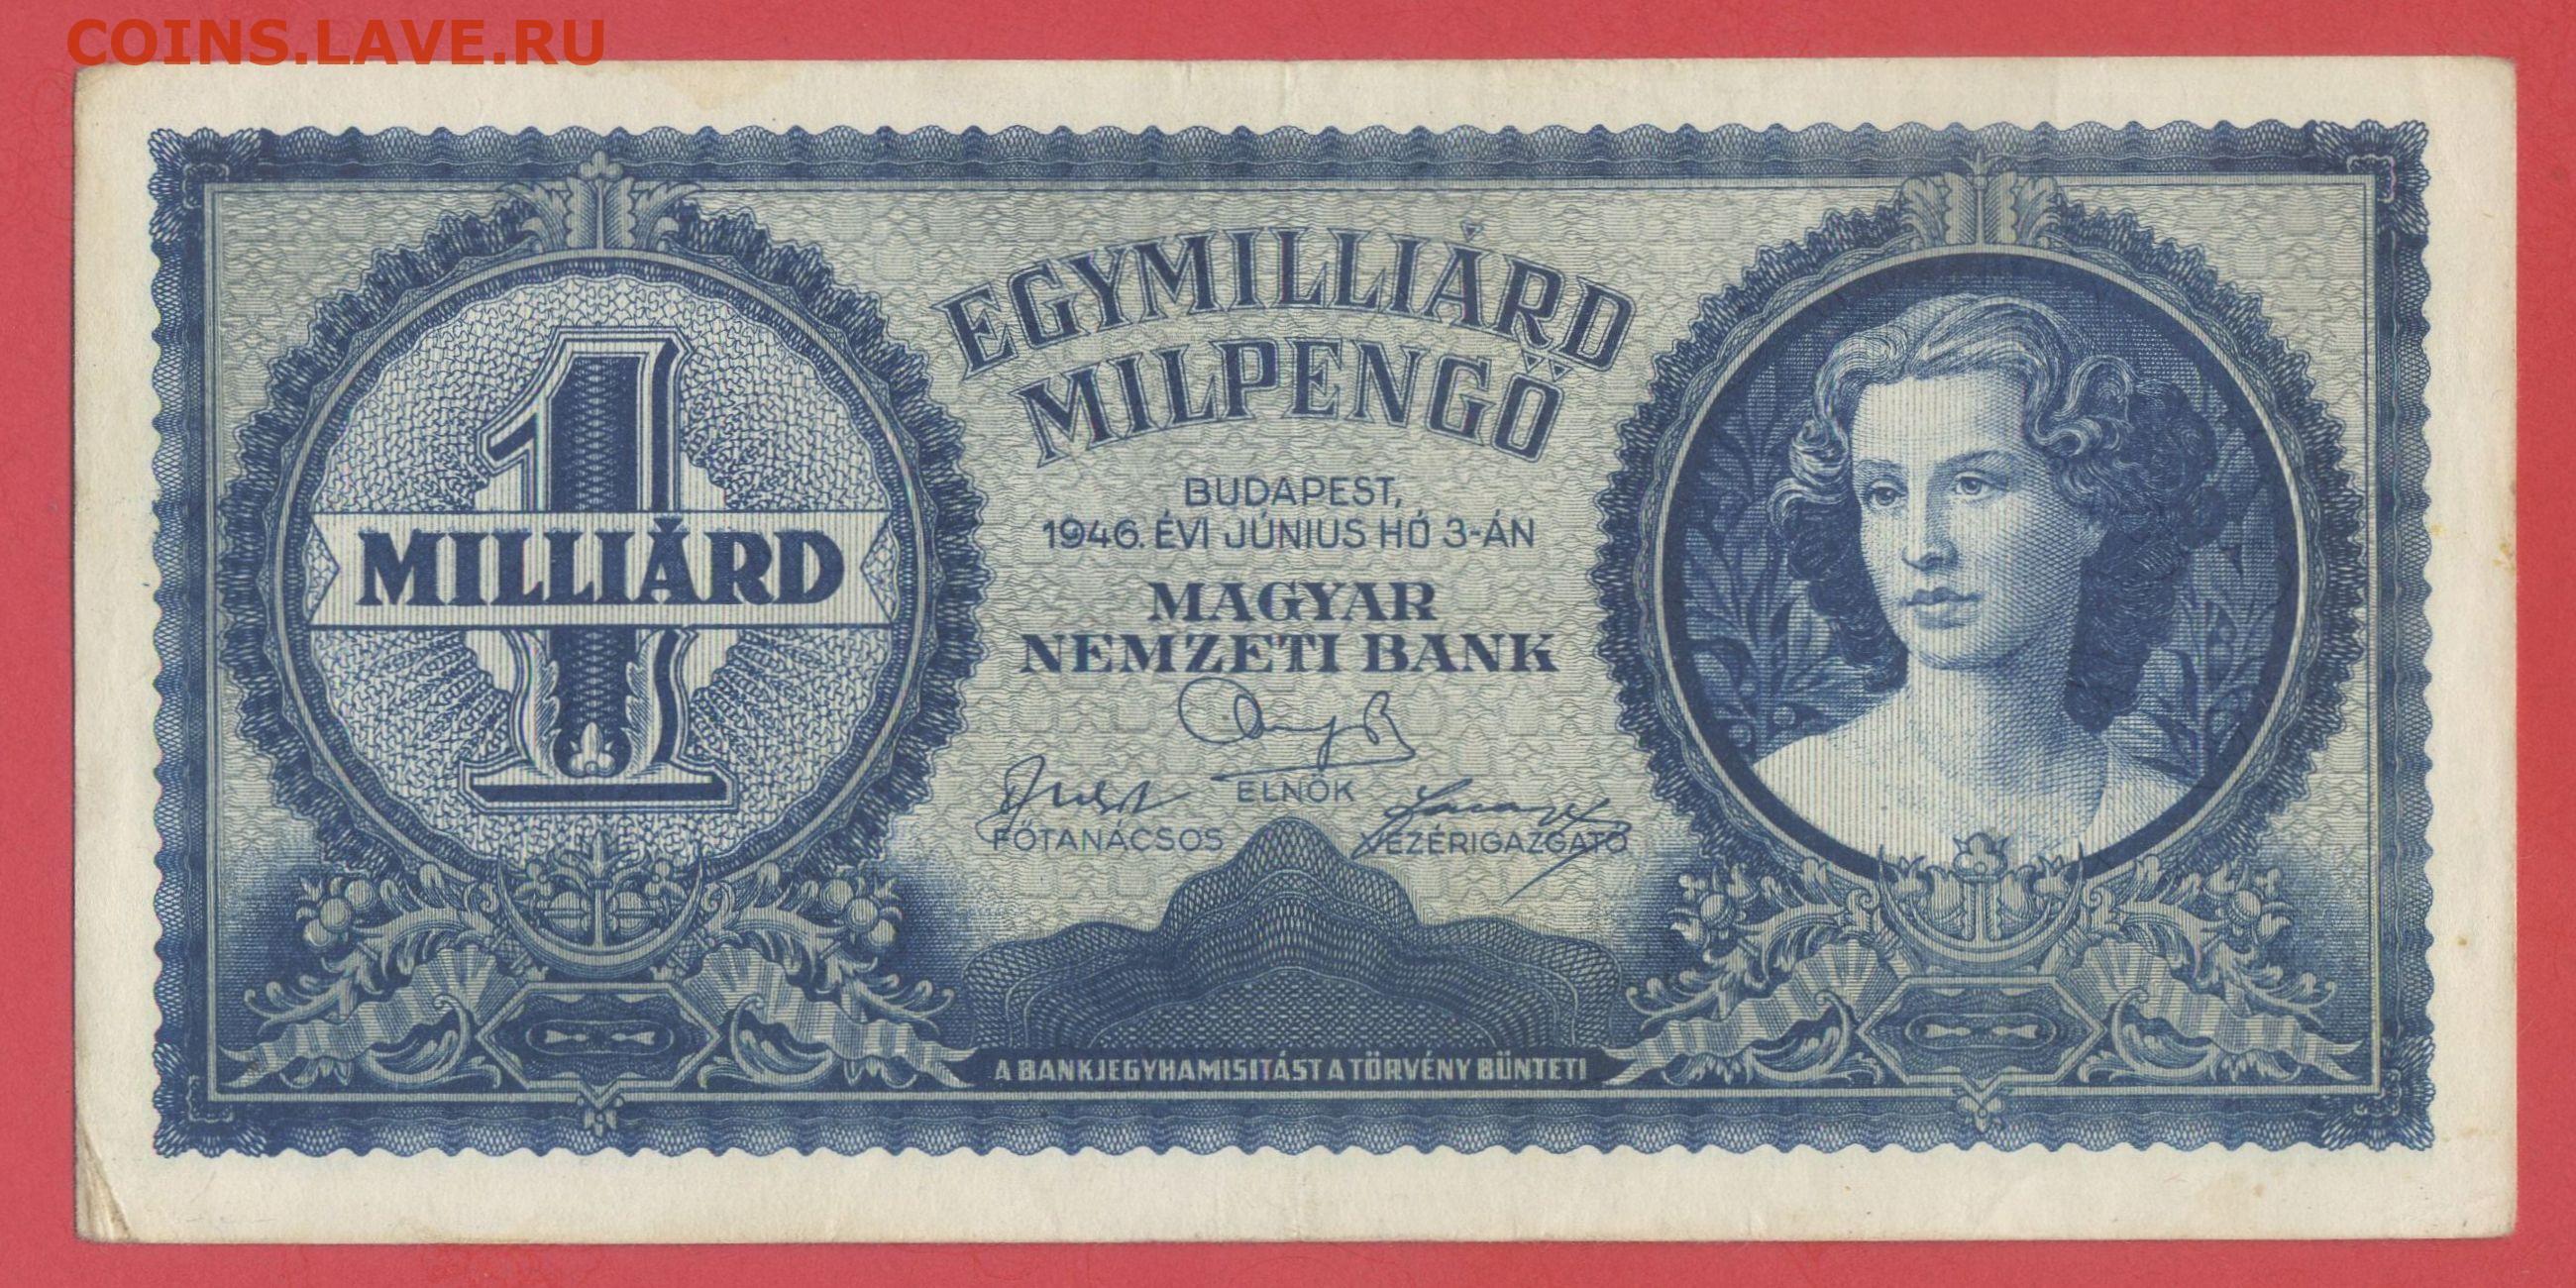 COINS.LAVE.RU
EGYMILLIÁRD
MILPENGŐ
1
MILLIÁRD
BUDAPEST,
1946. ÉVI JÚNIUS HÓ 3-ÁN
MAGYAR
NEMZETI BANK
ELNÖK
FŐTANÁCSOS VEZÉRIGAZGATÓ
A BANKJEGYHAMISITÁST A TÖRVÉNY BÜNTETI